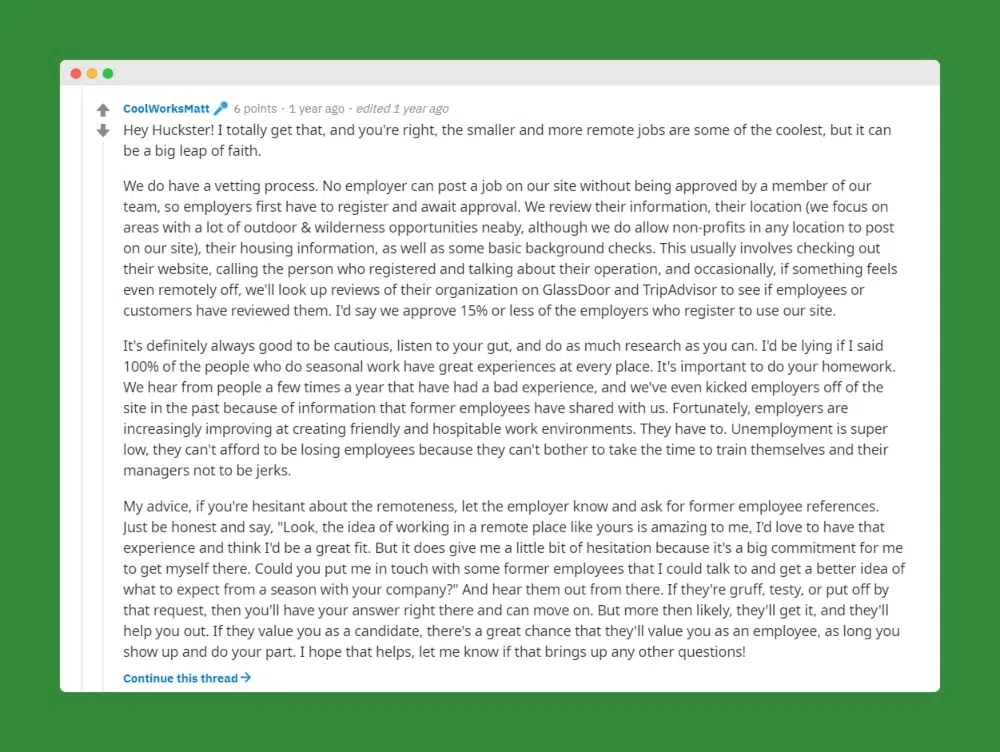 CoolWorksMatt 6 points · 1 year ago · edited 1 year ago
Hey Huckster! I totally get that, and you're right, the smaller and more remote jobs are some of the coolest, but it can
be a big leap of faith.
We do have a vetting process. No employer can post a job on our site without being approved by a member of our
team, so employers first have to register and await approval. We review their information, their location (we focus on
areas with a lot of outdoor & wilderness opportunities neaby, although we do allow non-profits in any location to post
on our site), their housing information, as well as some basic background checks. This usually involves checking out
their website, calling the person who registered and talking about their operation, and occasionally, if something feels
even remotely off, we'll look up reviews of their organization on GlassDoor and TripAdvisor to see if employees or
customers have reviewed them. I'd say we approve 15% or less of the employers who register to use our site.
It's definitely always good to be cautious, listen to your gut, and do as much research as you can. I'd be lying if I said
100% of the people who do seasonal work have great experiences at every place. It's important to do your homework.
We hear from people a few times a year that have had a bad experience, and we've even kicked employers off of the
site in the past because of information that former employees have shared with us. Fortunately, employers are
increasingly improving at creating friendly and hospitable work environments. They have to. Unemployment is super
low, they can't afford to be losing employees because they can't bother to take the time to train themselves and their
managers not to be jerks.
My advice, if you're hesitant about the remoteness, let the employer know and ask for former employee references.
Just be honest and say, "Look, the idea of working in a remote place like yours is amazing to me, I'd love to have that
experience and think I'd be a great fit. But it does give me a little bit of hesitation because it's a big commitment for me
to get myself there. Could you put me in touch with some former employees that I could talk to and get a better idea of
what to expect from a season with your company?" And hear them out from there. If they're gruff, testy, or put off by
that request, then you'll have your answer right there and can move on. But more then likely, they'll get it, and they'll
help you out. If they value you as a candidate, there's a great chance that they'll value you as an employee, as long you
show up and do your part. I hope that helps, let me know if that brings up any other questions!
Continue this thread